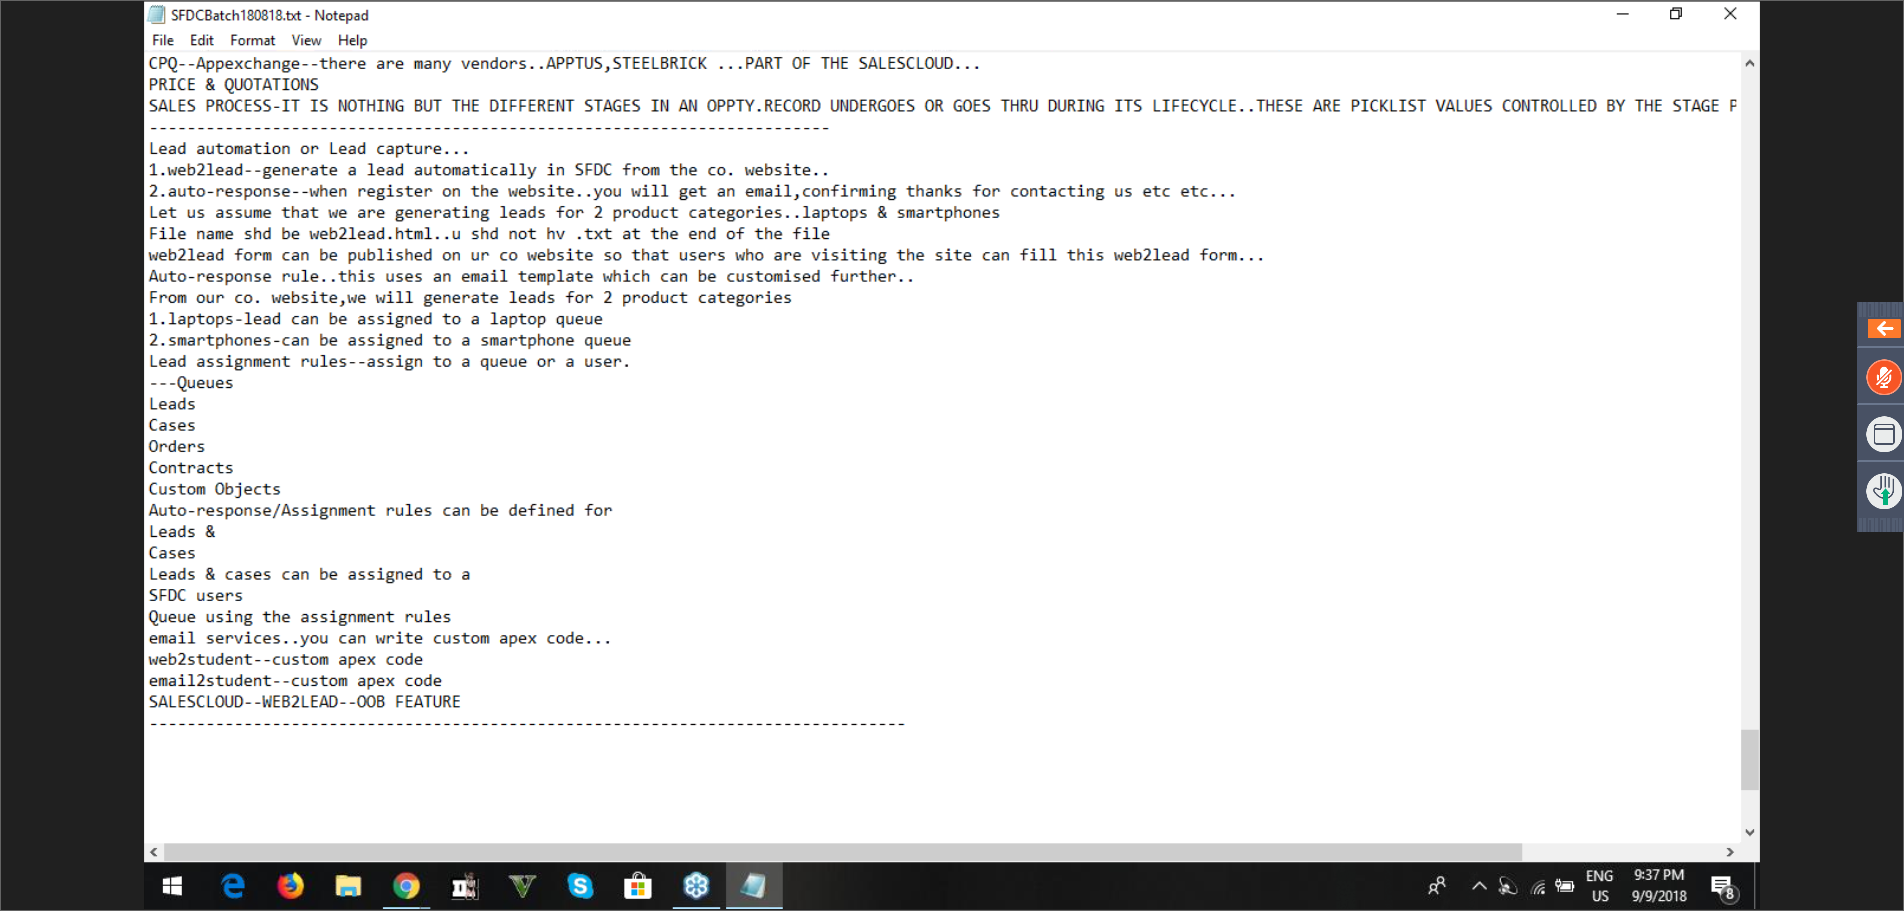 SFDCBatch180818.txt - Notepad
File Edit Format View Help
CPQ--Appexchange--there are many vendors..APPTUS,STEELBRICK ...PART OF THE SALESCLOUD...
PRICE & QUOTATIONS
SALES PROCESS-IT IS NOTHING BUT THE DIFFERENT STAGES IN AN OPPTY.RECORD UNDERGOES OR GOES THRU DURING ITS LIFECYCLE..THESE ARE PICKLIST VALUES CONTROLLED BY THE STAGE P
------------------------------------------------------------------------
Lead automation or Lead capture...
1.web2lead--generate a lead automatically in SFDC from the co. website..
2.auto-response--when register on the website..you will get an email,confirming thanks for contacting us etc etc...
Let us assume that we are generating leads for 2 product categories..laptops & smartphones
File name shd be web2lead.html..u shd not hv .txt at the end of the file
web2lead form can be published on ur co website so that users who are visiting the site can fill this web2lead form...
Auto-response rule..this uses an email template which can be customised further..
From our co. website,we will generate leads for 2 product categories
1.laptops-lead can be assigned to a laptop queue
2.smartphones-can be assigned to a smartphone queue
Lead assignment rules--assign to a queue or a user.
---Queues
Leads
Cases
Orders
Contracts
Custom Objects
Auto-response/Assignment rules can be defined for
Leads &
Cases
Leads & cases can be assigned to a
SFDC users
Queue using the assignment rules
email services..you can write custom apex code...
web2student--custom apex code
email2student--custom apex code
SALESCLOUD--WEB2LEAD--OOB FEATURE
--------------------------------------------------------------------------------
ENG 9:37 PM
US 9/9/2018 8